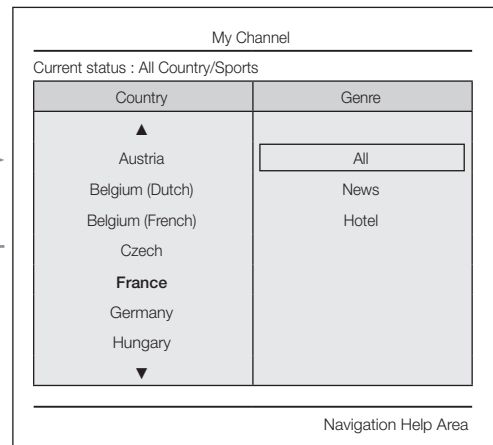 My Channel
Current status : All Country/Sports
Country Genre
▲
Austria All
Belgium (Dutch) News
Belgium (French) Hotel
Czech
France
Germany
Hungary
▼
Navigation Help Area